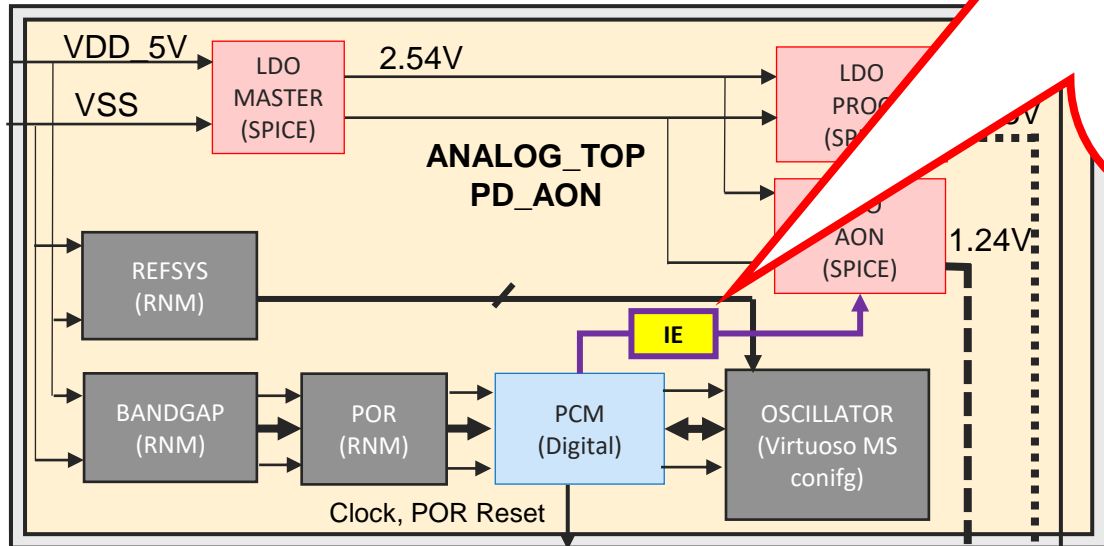 VDD_5V
VSS
LDO
MASTER
(SPICE)
2.54V
LDO
ANALOG_TOP
PD_AON
AON
(SPICE)
1.24V
REFSYS
(RNM)
IE
BANDGAP
(RNM)
POR
(RNM)
PCM
(Digital)
OSCILLATOR
(Virtuoso MS
conifg)
Clock, POR Reset